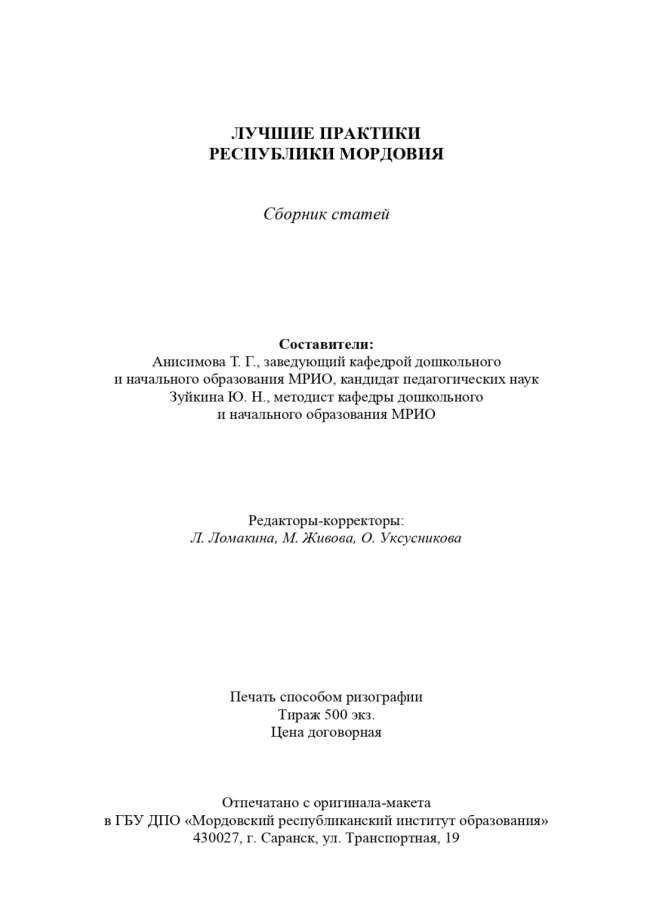 ЛУЧШИЕ ПРАКТИКИ
РЕСПУБЛИКИ МОРДОВИЯ
Сборник статей
Составители:
Анисимова Т. Г., заведующий кафедрой дошкольного
и начального образования МРИО, кандидат педагогических наук
Зуйкина Ю. Н., методист кафедры дошкольного
и начального образования МРИО
Редакторы-корректоры:
Л. Ломакина, М. Живова, О. Уксусникова
Печать способом ризографии
Тираж 500 экз.
Цена договорная
Отпечатано с оригинала-макета
в ГБУ ДПО «Мордовский республиканский институт образования»
430027, г. Саранск, ул. Транспортная, 19